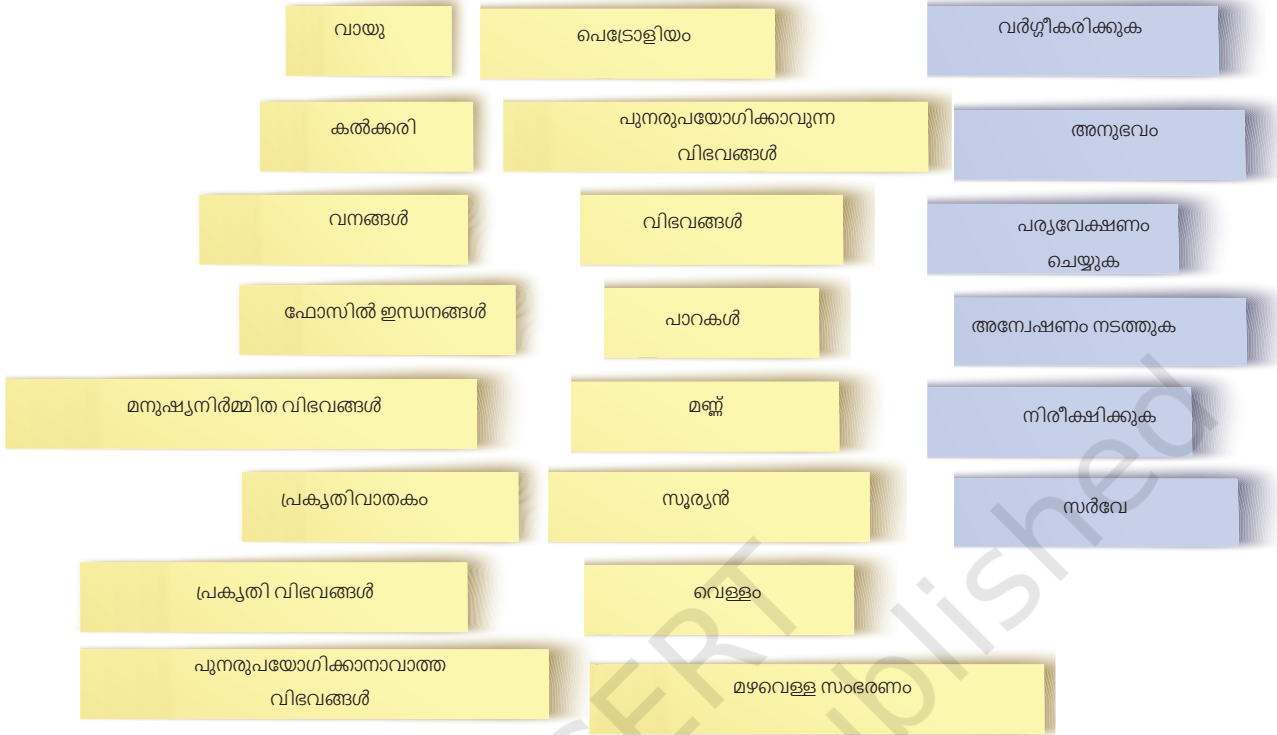 വായു
കൽക്കരി
വനങ്ങൾ
ഫോസിൽ ഇന്ധനങ്ങൾ
മനുഷ്യനിർമ്മിത വിഭവങ്ങൾ
പ്രകൃതിവാതകം
പ്രകൃതി വിഭവങ്ങൾ
പുനരുപയോഗിക്കാനാവാത്ത
വിഭവങ്ങൾ
പെട്രോളിയം
പുനരുപയോഗിക്കാവുന്ന
വിഭവങ്ങൾ
വിഭവങ്ങൾ
പാറകൾ
മണ്ണ്
സൂര്യൻ
വെള്ളം
മഴവെള്ള സംഭരണം
വർഗ്ഗീകരിക്കുക
അനുഭവം
പര്യവേക്ഷണം
ചെയ്യുക
അന്വേഷണം നടത്തുക
നിരീക്ഷിക്കുക
സർവേ